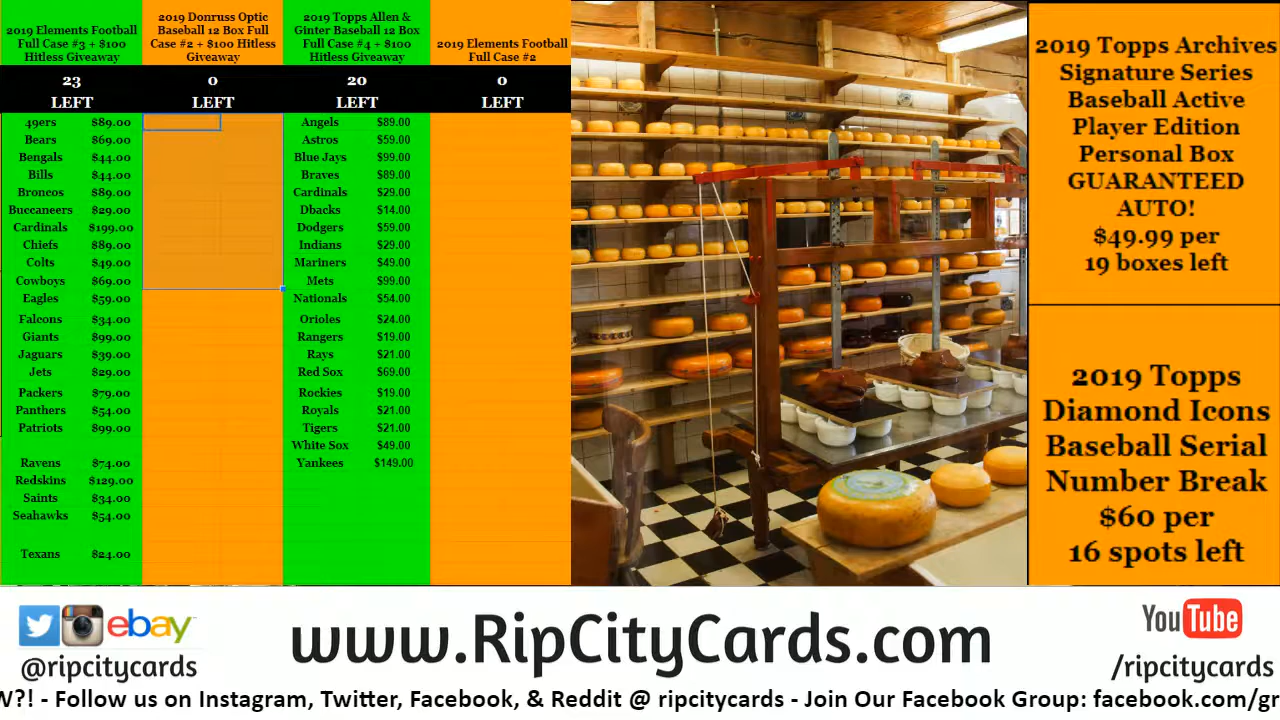 2019 Elements Football
Full Case #3 + $100
Hitless Giveaway
23
LEFT
49ers $89.00
Bears $69.00
Bengals $44.00
Bills $44.00
Broncos $89.00
Buccaneers $29.00
Cardinals $199.00
Chiefs $89.00
Colts $49.00
Cowboys $69.00
Eagles $59.00
Falcons $34.00
Giants $99.00
Jaguars $39.00
Jets $29.00
Packers $79.00
Panthers $54.00
Patriots $99.00
Ravens $74.00
Redskins $129.00
Saints $34.00
Seahawks $54.00
Texans $24.00
2019 Donruss Optic
Baseball 12 Box Full
Case #2 + $100 Hitless
Giveaway
0
LEFT
2019 Topps Allen &
Ginter Baseball 12 Box
Full Case #4 + $100
Hitless Giveaway
20
LEFT
Angels $89.00
Astros $59.00
Blue Jays $99.00
Braves $89.00
Cardinals $29.00
Dbacks $14.00
Dodgers $59.00
Indians $29.00
Mariners $49.00
Mets $99.00
Nationals $54.00
Orioles $24.00
Rangers $19.00
Rays $21.00
Red Sox $69.00
Rockies $19.00
Royals $21.00
Tigers $21.00
White Sox $49.00
Yankees $149.00
2019 Elements Football
Full Case #2
0
LEFT
2019 Topps Archives
Signature Series
Baseball Active
Player Edition
Personal Box
GUARANTEED
AUTO!
$49.99 per
19 boxes left
2019 Topps
Diamond Icons
Baseball Serial
Number Break
$60 per
16 spots left
ebay
@ripcitycards
www.RipCityCards.com
YouTube
/ripcitycards
W?! - Follow us on Instagram, Twitter, Facebook, & Reddit @ ripcitycards - Join Our Facebook Group: facebook.com/gr